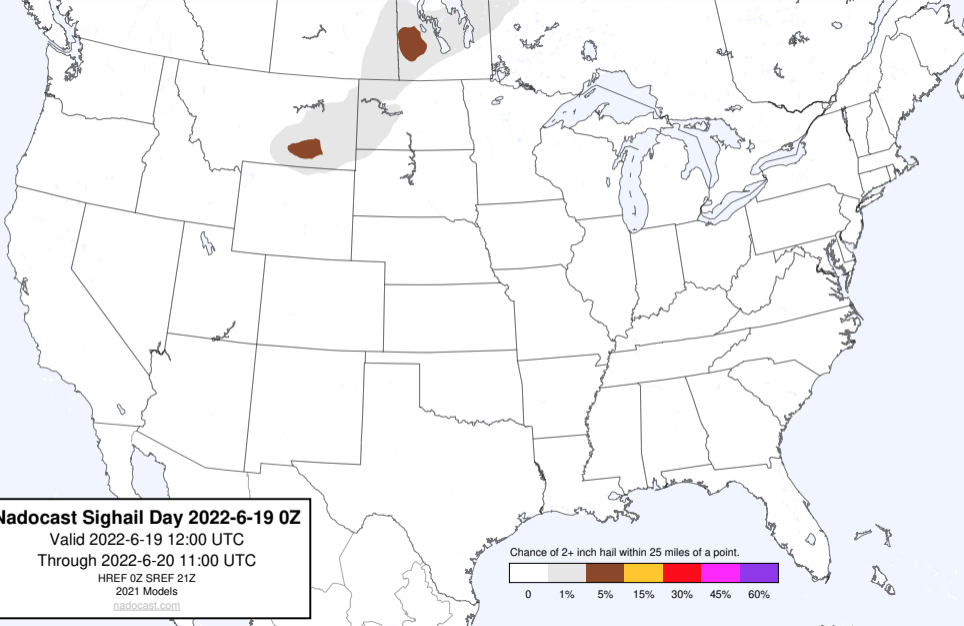 Nadocast Sighail Day 2022-6-19 0Z
Valid 2022-6-19 12:00 UTC
Through 2022-6-20 11:00 UTC
HREF 0Z SREF 21Z
2021 Models
nadocast.com
Chance of 2+ inch hail within 25 miles of a point.
0 1% 5% 15% 30% 45% 60%